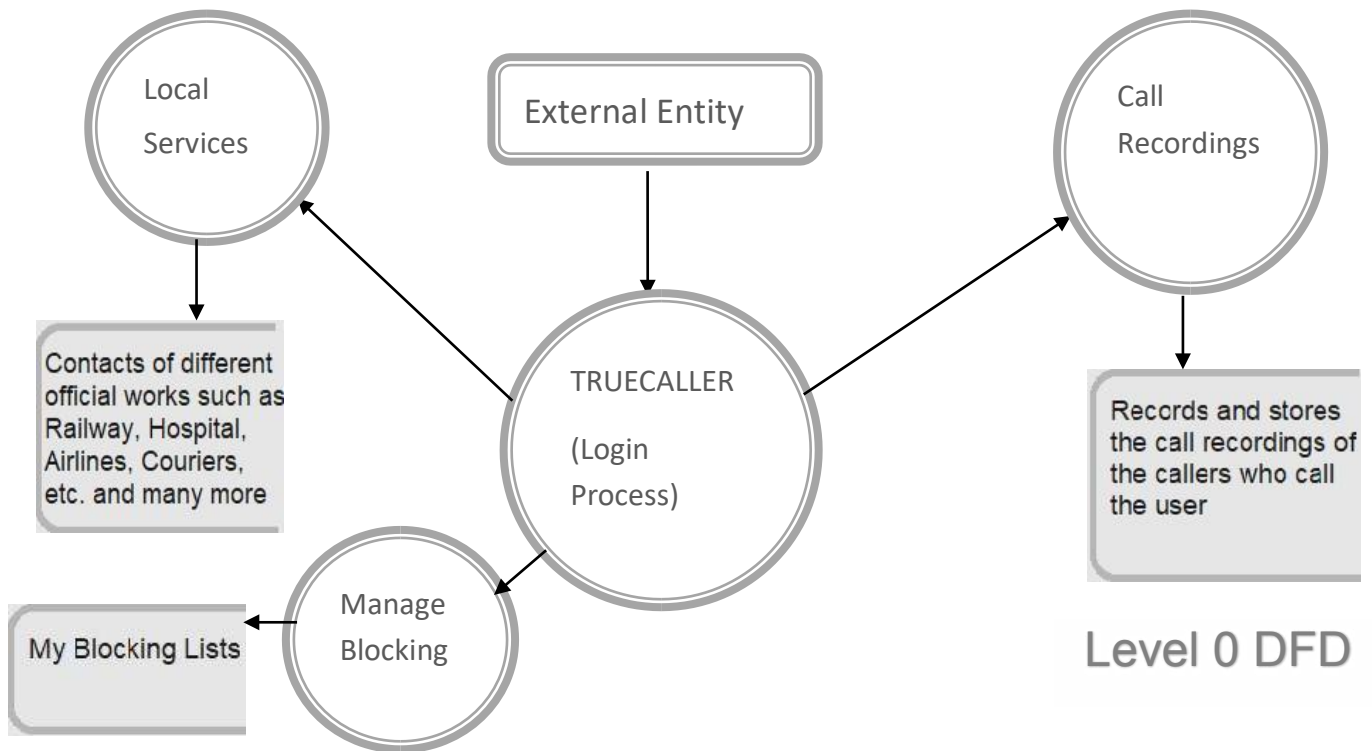 Local
Services
External Entity
Call
Recordings
Contacts of different
official works such as
Railway, Hospital,
Airlines, Couriers,
etc. and many more
TRUECALLER
(Login
Process)
Records and stores
the call recordings of
the callers who call
the user
Manage
Blocking
My Blocking Lists
Level 0 DFD